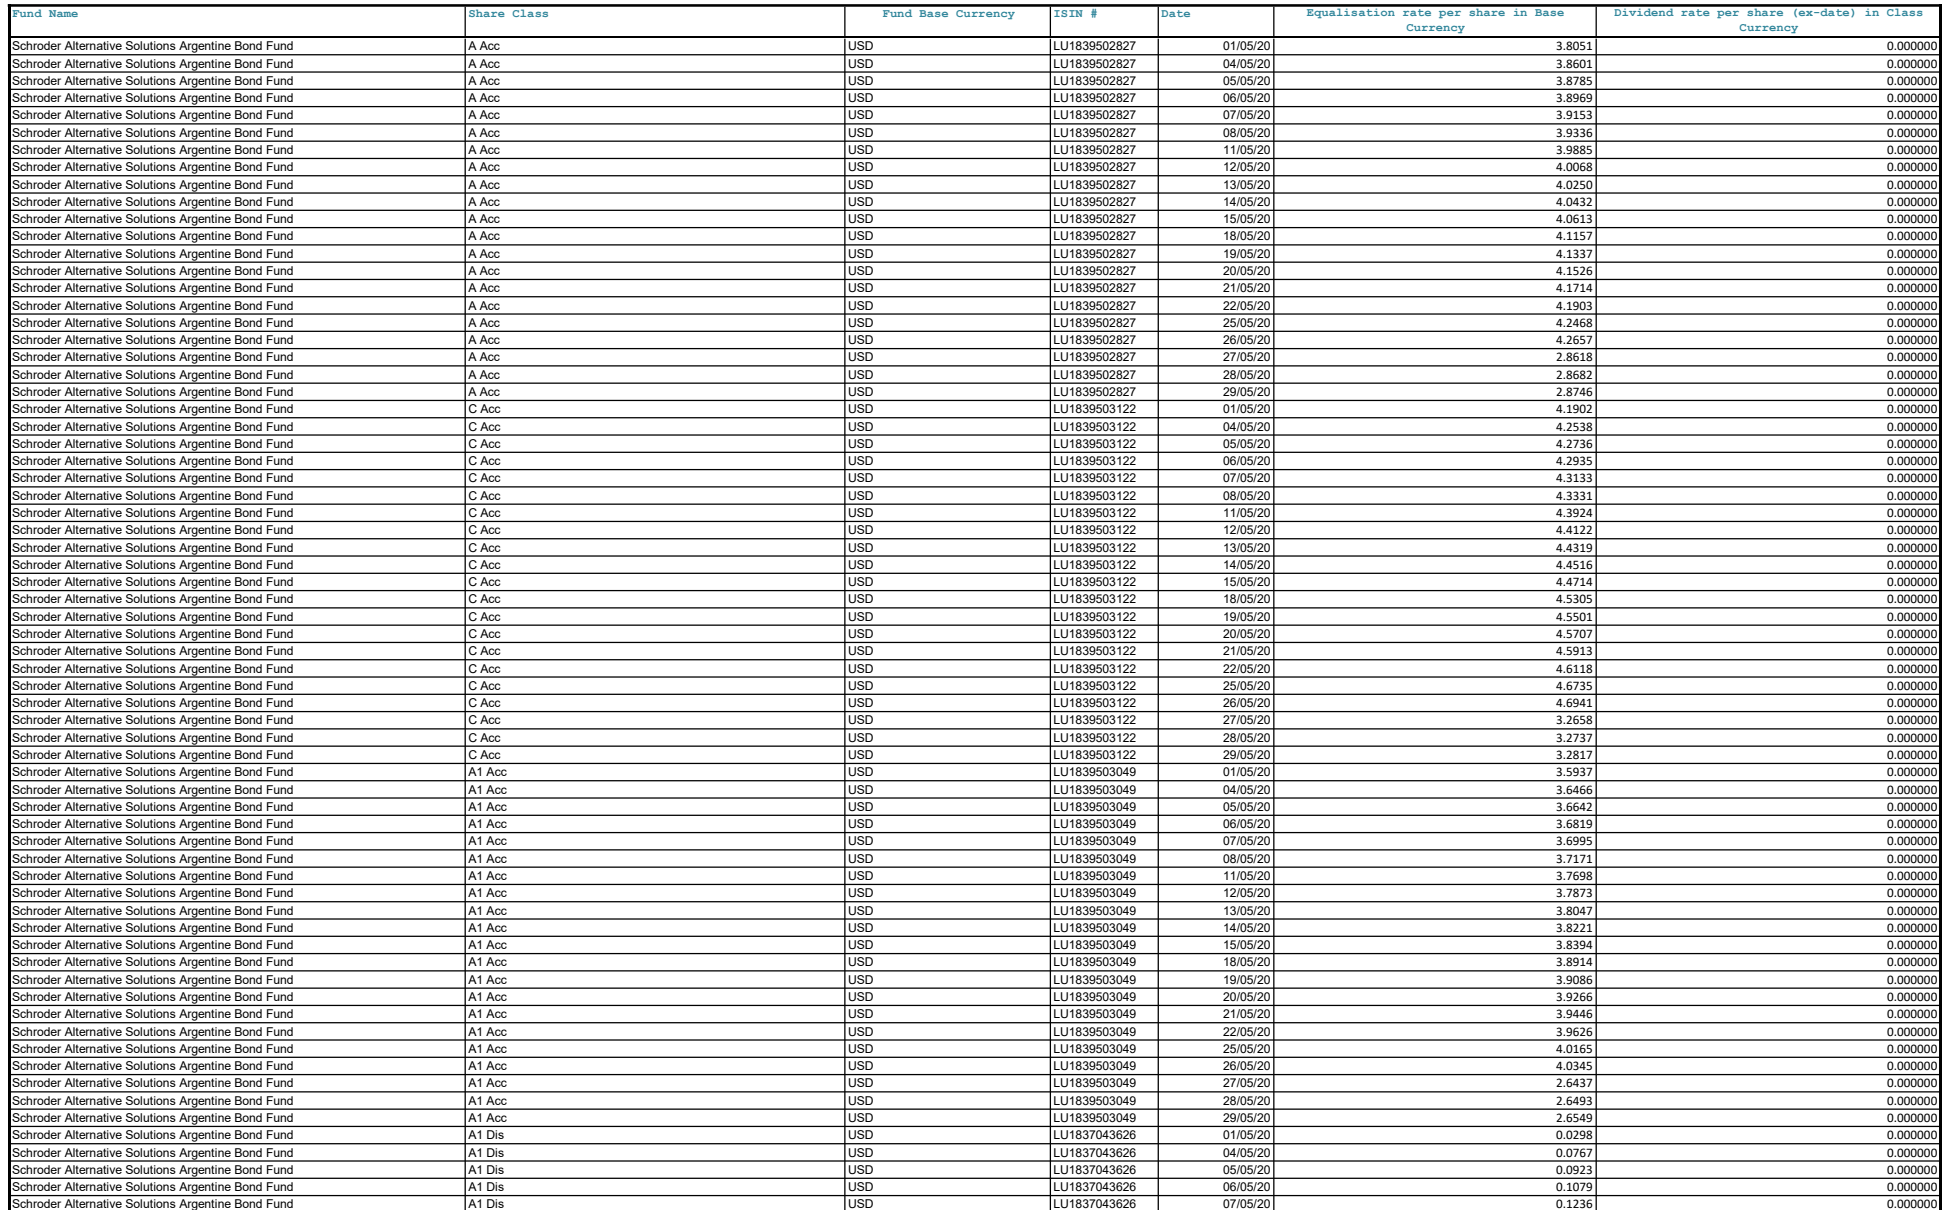 Fund Name Share Class Fund Base Currency ISIN # Date Equalisation rate per share in Base Currency Dividend rate per share (ex-date) in Class Currency
Schroder Alternative Solutions Argentine Bond Fund A Acc USD LU1839502827 01/05/20 3.8051 0.000000
Schroder Alternative Solutions Argentine Bond Fund A Acc USD LU1839502827 04/05/20 3.8601 0.000000
Schroder Alternative Solutions Argentine Bond Fund A Acc USD LU1839502827 05/05/20 3.8785 0.000000
Schroder Alternative Solutions Argentine Bond Fund A Acc USD LU1839502827 06/05/20 3.8969 0.000000
Schroder Alternative Solutions Argentine Bond Fund A Acc USD LU1839502827 07/05/20 3.9153 0.000000
Schroder Alternative Solutions Argentine Bond Fund A Acc USD LU1839502827 08/05/20 3.9336 0.000000
Schroder Alternative Solutions Argentine Bond Fund A Acc USD LU1839502827 11/05/20 3.9885 0.000000
Schroder Alternative Solutions Argentine Bond Fund A Acc USD LU1839502827 12/05/20 4.0068 0.000000
Schroder Alternative Solutions Argentine Bond Fund A Acc USD LU1839502827 13/05/20 4.0250 0.000000
Schroder Alternative Solutions Argentine Bond Fund A Acc USD LU1839502827 14/05/20 4.0432 0.000000
Schroder Alternative Solutions Argentine Bond Fund A Acc USD LU1839502827 15/05/20 4.0613 0.000000
Schroder Alternative Solutions Argentine Bond Fund A Acc USD LU1839502827 18/05/20 4.1157 0.000000
Schroder Alternative Solutions Argentine Bond Fund A Acc USD LU1839502827 19/05/20 4.1337 0.000000
Schroder Alternative Solutions Argentine Bond Fund A Acc USD LU1839502827 20/05/20 4.1526 0.000000
Schroder Alternative Solutions Argentine Bond Fund A Acc USD LU1839502827 21/05/20 4.1714 0.000000
Schroder Alternative Solutions Argentine Bond Fund A Acc USD LU1839502827 22/05/20 4.1903 0.000000
Schroder Alternative Solutions Argentine Bond Fund A Acc USD LU1839502827 25/05/20 4.2468 0.000000
Schroder Alternative Solutions Argentine Bond Fund A Acc USD LU1839502827 26/05/20 4.2657 0.000000
Schroder Alternative Solutions Argentine Bond Fund A Acc USD LU1839502827 27/05/20 2.8618 0.000000
Schroder Alternative Solutions Argentine Bond Fund A Acc USD LU1839502827 28/05/20 2.8682 0.000000
Schroder Alternative Solutions Argentine Bond Fund A Acc USD LU1839502827 29/05/20 2.8746 0.000000
Schroder Alternative Solutions Argentine Bond Fund C Acc USD LU1839503122 01/05/20 4.1902 0.000000
Schroder Alternative Solutions Argentine Bond Fund C Acc USD LU1839503122 04/05/20 4.2538 0.000000
Schroder Alternative Solutions Argentine Bond Fund C Acc USD LU1839503122 05/05/20 4.2736 0.000000
Schroder Alternative Solutions Argentine Bond Fund C Acc USD LU1839503122 06/05/20 4.2935 0.000000
Schroder Alternative Solutions Argentine Bond Fund C Acc USD LU1839503122 07/05/20 4.3133 0.000000
Schroder Alternative Solutions Argentine Bond Fund C Acc USD LU1839503122 08/05/20 4.3331 0.000000
Schroder Alternative Solutions Argentine Bond Fund C Acc USD LU1839503122 11/05/20 4.3924 0.000000
Schroder Alternative Solutions Argentine Bond Fund C Acc USD LU1839503122 12/05/20 4.4122 0.000000
Schroder Alternative Solutions Argentine Bond Fund C Acc USD LU1839503122 13/05/20 4.4319 0.000000
Schroder Alternative Solutions Argentine Bond Fund C Acc USD LU1839503122 14/05/20 4.4516 0.000000
Schroder Alternative Solutions Argentine Bond Fund C Acc USD LU1839503122 15/05/20 4.4714 0.000000
Schroder Alternative Solutions Argentine Bond Fund C Acc USD LU1839503122 18/05/20 4.5305 0.000000
Schroder Alternative Solutions Argentine Bond Fund C Acc USD LU1839503122 19/05/20 4.5501 0.000000
Schroder Alternative Solutions Argentine Bond Fund C Acc USD LU1839503122 20/05/20 4.5707 0.000000
Schroder Alternative Solutions Argentine Bond Fund C Acc USD LU1839503122 21/05/20 4.5913 0.000000
Schroder Alternative Solutions Argentine Bond Fund C Acc USD LU1839503122 22/05/20 4.6118 0.000000
Schroder Alternative Solutions Argentine Bond Fund C Acc USD LU1839503122 25/05/20 4.6735 0.000000
Schroder Alternative Solutions Argentine Bond Fund C Acc USD LU1839503122 26/05/20 4.6941 0.000000
Schroder Alternative Solutions Argentine Bond Fund C Acc USD LU1839503122 27/05/20 3.2658 0.000000
Schroder Alternative Solutions Argentine Bond Fund C Acc USD LU1839503122 28/05/20 3.2737 0.000000
Schroder Alternative Solutions Argentine Bond Fund C Acc USD LU1839503122 29/05/20 3.2817 0.000000
Schroder Alternative Solutions Argentine Bond Fund A1 Acc USD LU1839503049 01/05/20 3.5937 0.000000
Schroder Alternative Solutions Argentine Bond Fund A1 Acc USD LU1839503049 04/05/20 3.6466 0.000000
Schroder Alternative Solutions Argentine Bond Fund A1 Acc USD LU1839503049 05/05/20 3.6642 0.000000
Schroder Alternative Solutions Argentine Bond Fund A1 Acc USD LU1839503049 06/05/20 3.6819 0.000000
Schroder Alternative Solutions Argentine Bond Fund A1 Acc USD LU1839503049 07/05/20 3.6995 0.000000
Schroder Alternative Solutions Argentine Bond Fund A1 Acc USD LU1839503049 08/05/20 3.7171 0.000000
Schroder Alternative Solutions Argentine Bond Fund A1 Acc USD LU1839503049 11/05/20 3.7698 0.000000
Schroder Alternative Solutions Argentine Bond Fund A1 Acc USD LU1839503049 12/05/20 3.7873 0.000000
Schroder Alternative Solutions Argentine Bond Fund A1 Acc USD LU1839503049 13/05/20 3.8047 0.000000
Schroder Alternative Solutions Argentine Bond Fund A1 Acc USD LU1839503049 14/05/20 3.8221 0.000000
Schroder Alternative Solutions Argentine Bond Fund A1 Acc USD LU1839503049 15/05/20 3.8394 0.000000
Schroder Alternative Solutions Argentine Bond Fund A1 Acc USD LU1839503049 18/05/20 3.8914 0.000000
Schroder Alternative Solutions Argentine Bond Fund A1 Acc USD LU1839503049 19/05/20 3.9086 0.000000
Schroder Alternative Solutions Argentine Bond Fund A1 Acc USD LU1839503049 20/05/20 3.9266 0.000000
Schroder Alternative Solutions Argentine Bond Fund A1 Acc USD LU1839503049 21/05/20 3.9446 0.000000
Schroder Alternative Solutions Argentine Bond Fund A1 Acc USD LU1839503049 22/05/20 3.9626 0.000000
Schroder Alternative Solutions Argentine Bond Fund A1 Acc USD LU1839503049 25/05/20 4.0165 0.000000
Schroder Alternative Solutions Argentine Bond Fund A1 Acc USD LU1839503049 26/05/20 4.0345 0.000000
Schroder Alternative Solutions Argentine Bond Fund A1 Acc USD LU1839503049 27/05/20 2.6437 0.000000
Schroder Alternative Solutions Argentine Bond Fund A1 Acc USD LU1839503049 28/05/20 2.6493 0.000000
Schroder Alternative Solutions Argentine Bond Fund A1 Acc USD LU1839503049 29/05/20 2.6549 0.000000
Schroder Alternative Solutions Argentine Bond Fund A1 Dis USD LU1837043626 01/05/20 0.0298 0.000000
Schroder Alternative Solutions Argentine Bond Fund A1 Dis USD LU1837043626 04/05/20 0.0767 0.000000
Schroder Alternative Solutions Argentine Bond Fund A1 Dis USD LU1837043626 05/05/20 0.0923 0.000000
Schroder Alternative Solutions Argentine Bond Fund A1 Dis USD LU1837043626 06/05/20 0.1079 0.000000
Schroder Alternative Solutions Argentine Bond Fund A1 Dis USD LU1837043626 07/05/20 0.1236 0.000000